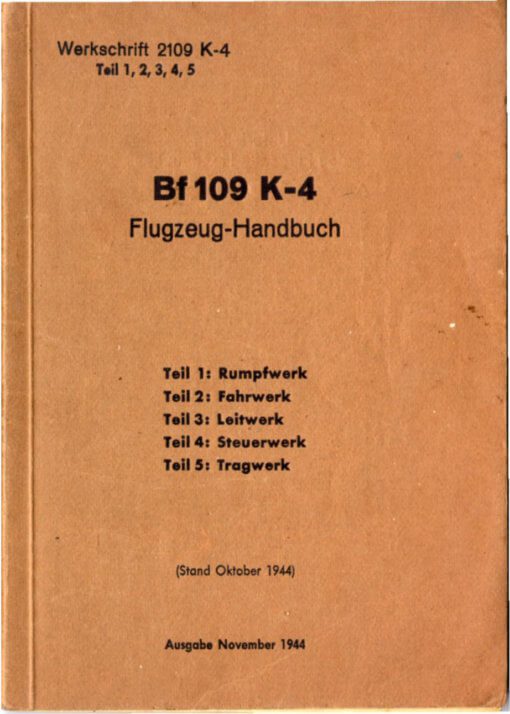 Werkschrift 2109 K-4
Teil 1, 2, 3, 4, 5
Bf 109 K-4
Flugzeug-Handbuch
Teil 1: Rumpfwerk
Teil 2: Fahrwerk
Teil 3: Leitwerk
Teil 4: Steuerwerk
Teil 5: Tragwerk
(Stand Oktober 1944)
Ausgabe November 1944